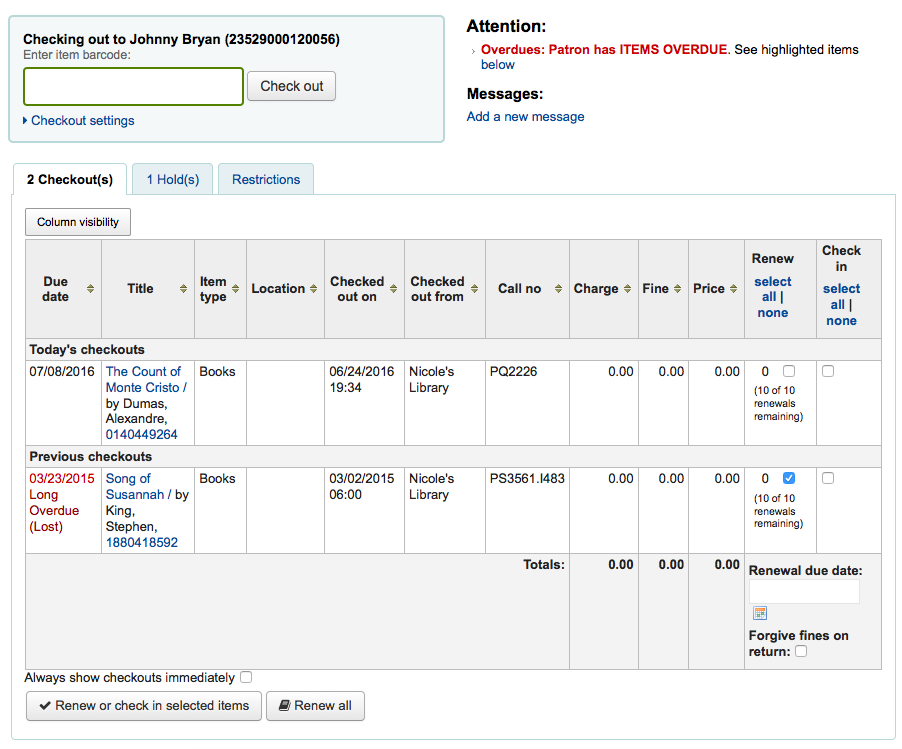 Checking out to Johnny Bryan (23529000120056)
Enter item barcode:
Check out
Checkout settings
Attention:
Overdues: Patron has ITEMS OVERDUE. See highlighted items
below
Messages:
Add a new message
2 Checkout(s)
1 Hold(s)
Restrictions
Column visibility
Due
date
Title
Item
type
Location
Checked
out on
Checked
out from
Call no
Charge
Fine
Price
Renew
select
all |
none
Check
in
select
all |
none
Today's checkouts
07/08/2016
The Count of
Monte Cristo /
by Dumas,
Alexandre,
0140449264
Books
06/24/2016
19:34
Nicole's
Library
PQ2226
0.00
0.00
0.00
0
(10 of 10
renewals
remaining)
Previous checkouts
03/23/2015
Long
Overdue
(Lost)
Song of
Susannah / by
King,
Stephen,
1880418592
Books
03/02/2015
06:00
Nicole's
Library
PS3561.I483
0.00
0.00
0.00
0
(10 of 10
renewals
remaining)
Totals:
0.00
0.00
0.00
Renewal due date:
Forgive fines on
return:
Always show checkouts immediately
Renew or check in selected items
Renew all